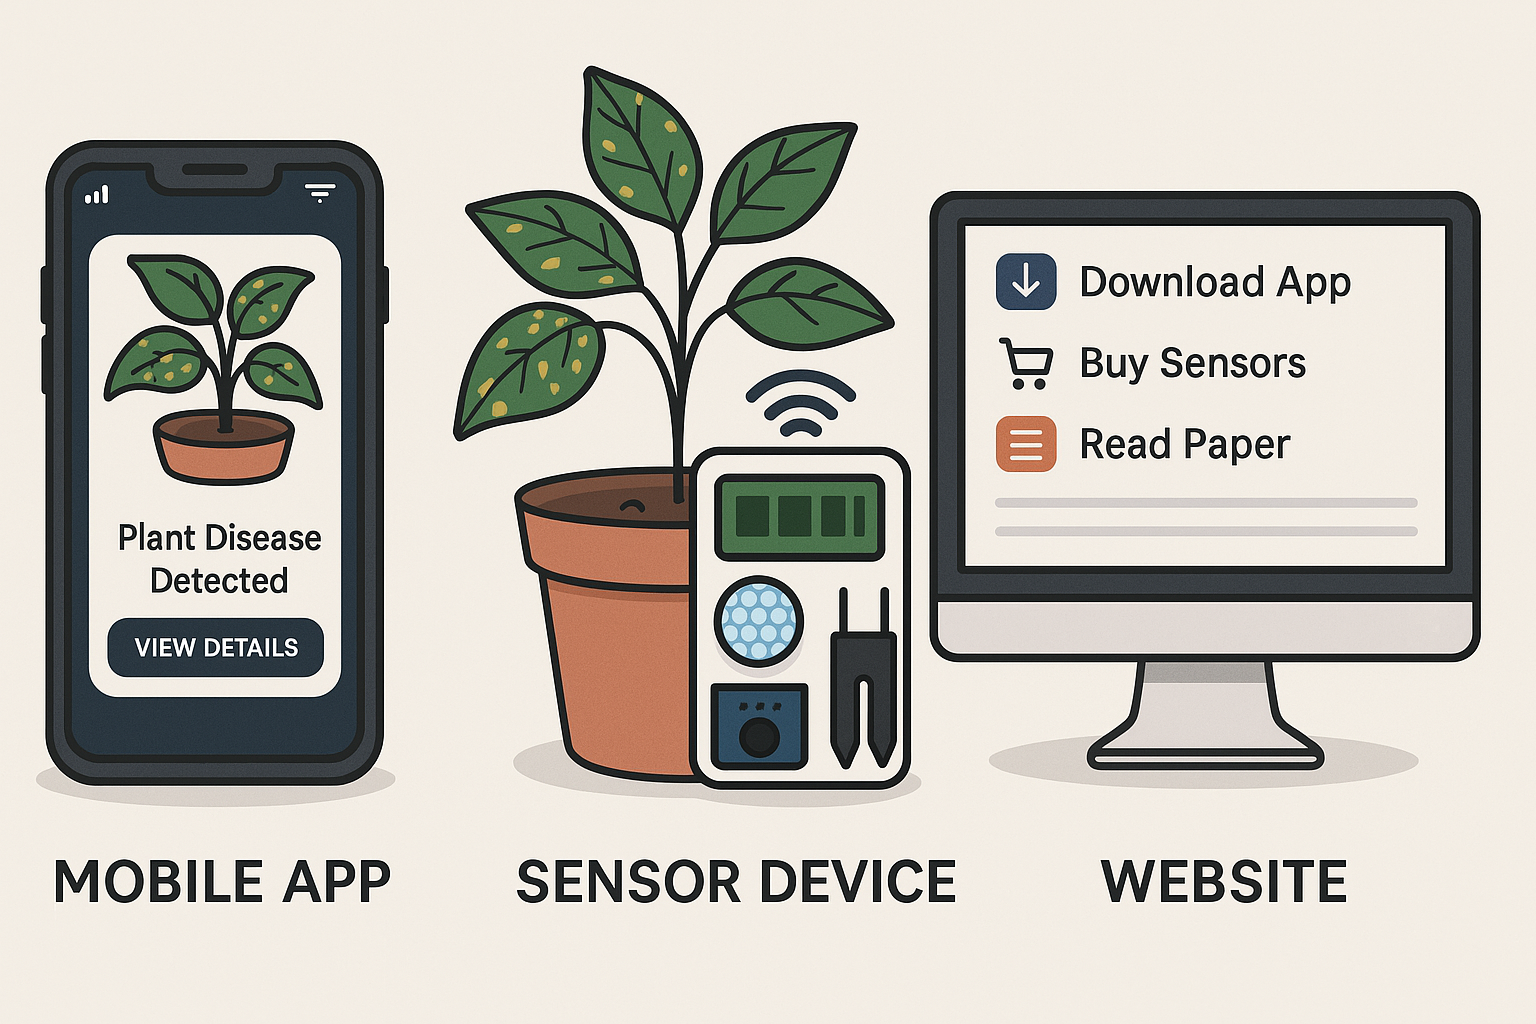 Plant Disease
Detected
VIEW DETAILS
Download App
Buy Sensors
Read Paper
MOBILE APP
SENSOR DEVICE
WEBSITE